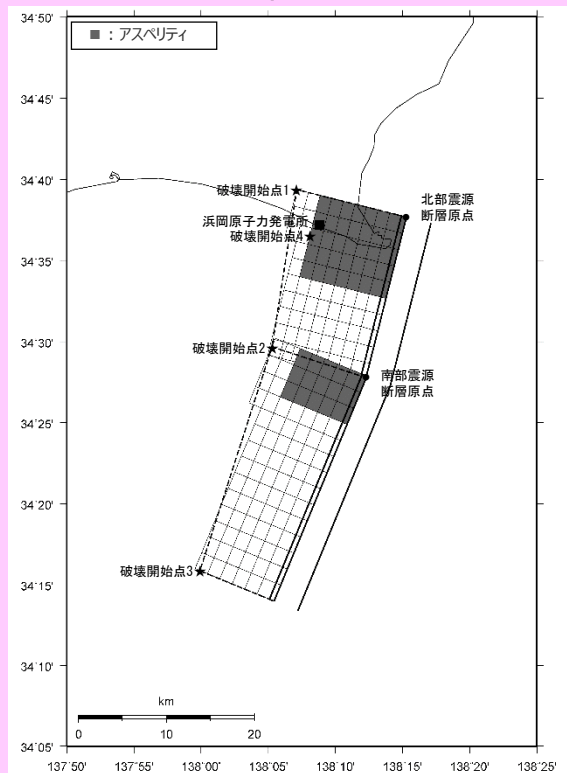 ■ : アスペリティ
34˚50'
34˚45'
34˚40'
34˚35'
34˚30'
34˚25'
34˚20'
34˚15'
34˚10'
34˚05'
破壊開始点1
北部震源
断層原点
浜岡原子力発電所
破壊開始点4
破壊開始点2
南部震源
断層原点
破壊開始点3
km
0 10 20
137˚50' 137˚55' 138˚00' 138˚05' 138˚10' 138˚15' 138˚20' 138˚25'